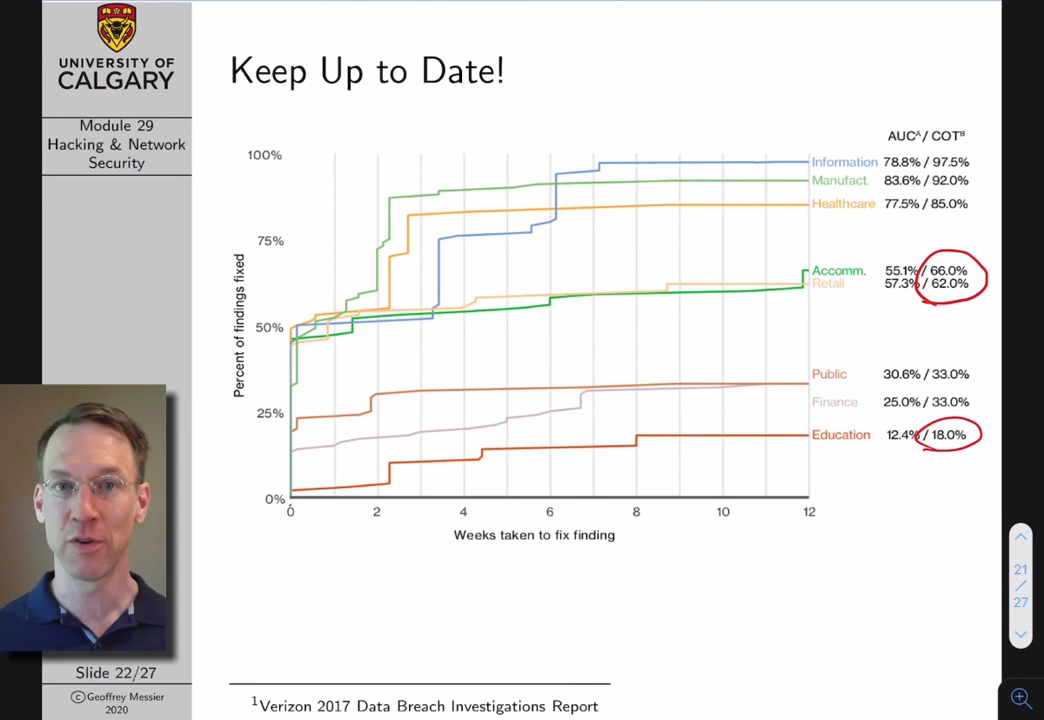 UNIVERSITY OF
CALGARY
Module 29
Hacking & Network
Security
Keep Up to Date!
AUCᴬ/ COTᴮ
100%
75%
50%
25%
0%
Percent of findings fixed
Information 78.8% / 97.5%
Manufact. 83.6% / 92.0%
Healthcare 77.5% / 85.0%
Accomm. 55.1% / 66.0%
Retail 57.3% / 62.0%
Public 30.6% / 33.0%
Finance 25.0% / 33.0%
Education 12.4% / 18.0%
0 2 4 6 8 10 12
Weeks taken to fix finding
21
/
27
Slide 22/27
©Geoffrey Messier
2020
¹Verizon 2017 Data Breach Investigations Report